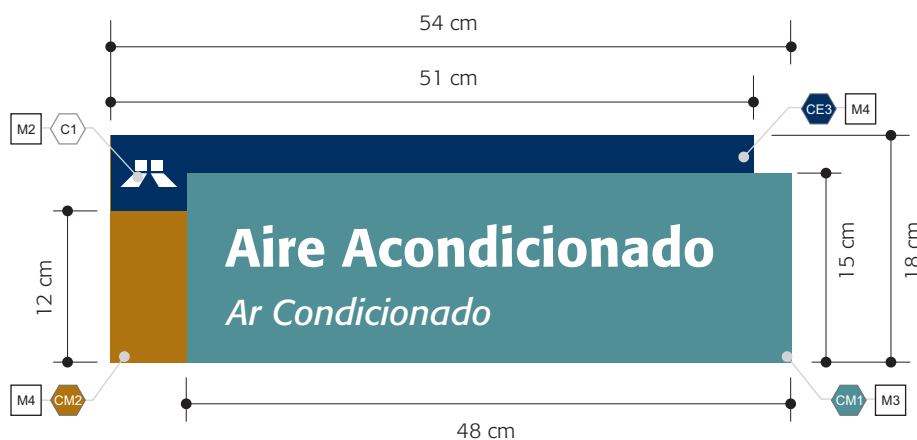 54 cm
51 cm
M2 C1
CE3 M4
Aire Acondicionado
Ar Condicionado
12 cm
15 cm
18 cm
M4 CM2
CM1 M3
48 cm